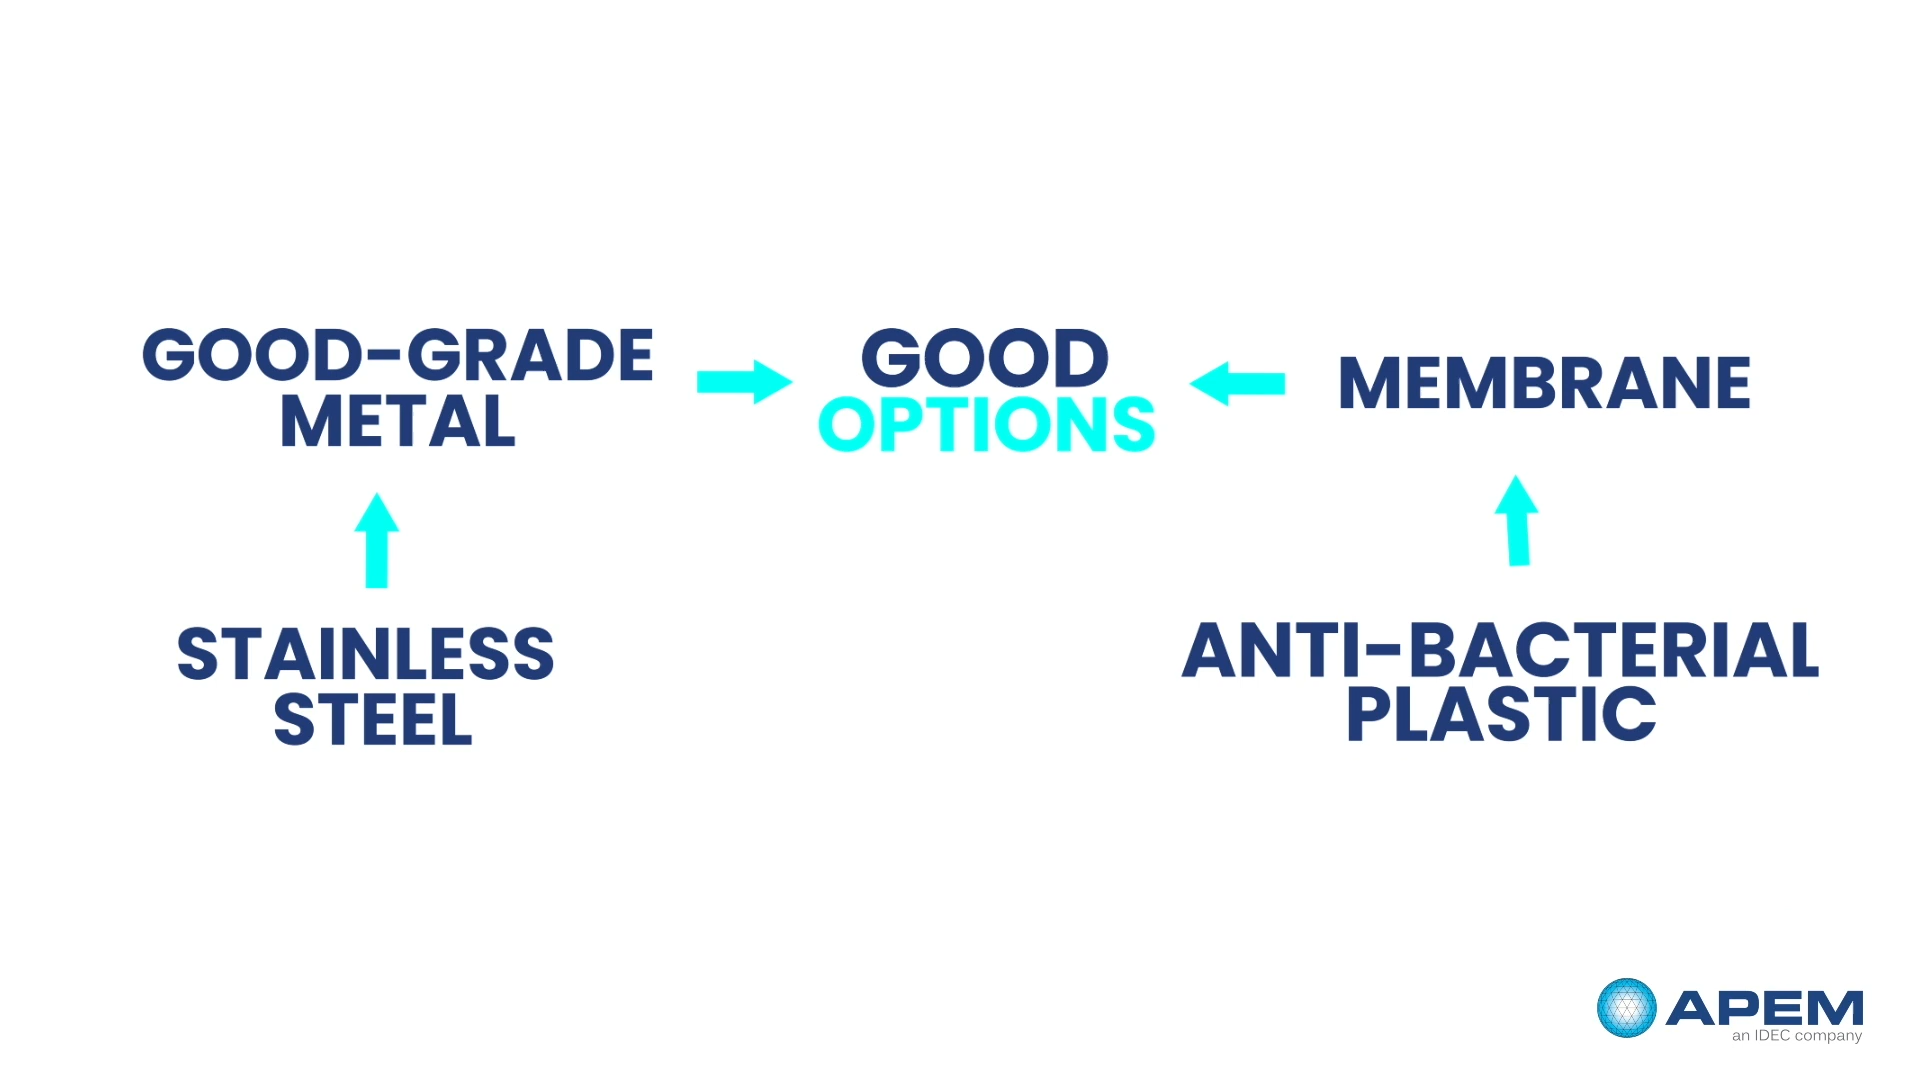 GOOD-GRADE
METAL
GOOD
OPTIONS
MEMBRANE
STAINLESS
STEEL
ANTI-BACTERIAL
PLASTIC
APEM
an IDEC company